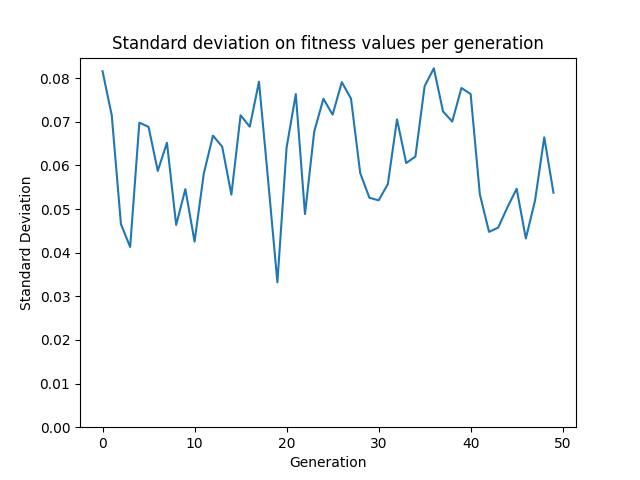 Standard deviation on fitness values per generation
0.08
0.07
0.06
0.05
0.04
0.03
0.02
0.01
0.00
Standard Deviation
0 10 20 30 40 50
Generation